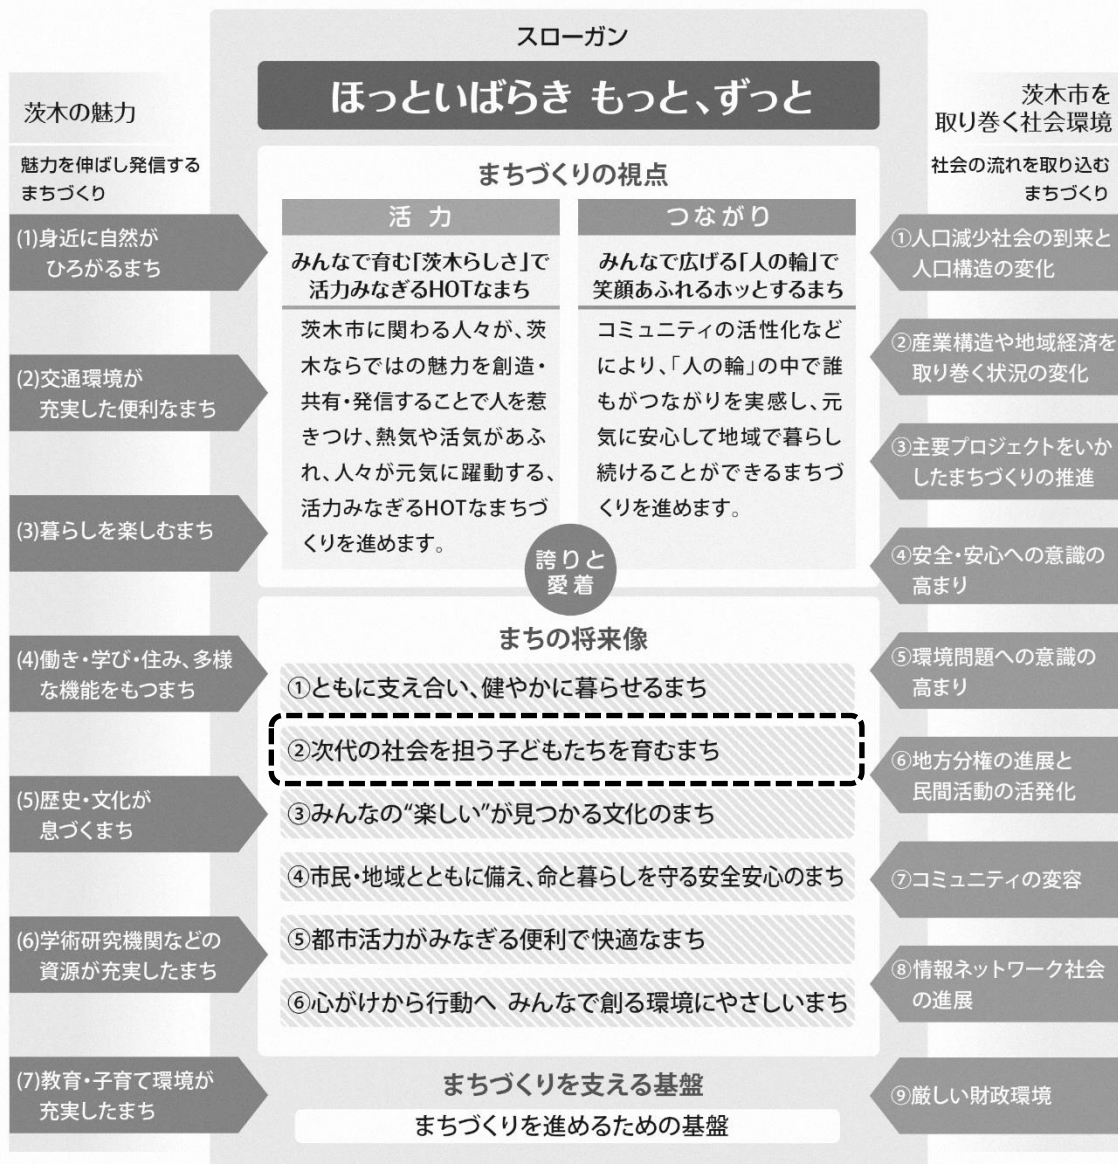 スローガン
ほっといばらき もっと、ずっと
茨木の魅力
魅力を伸ばし発信する
まちづくり
(1)身近に自然が
ひろがるまち
(2)交通環境が
充実した便利なまち
(3)暮らしを楽しむまち
(4)働き・学び・住み、多様
な機能をもつまち
(5)歴史・文化が
息づくまち
(6)学術研究機関などの
資源が充実したまち
(7)教育・子育て環境が
充実したまち
まちづくりの視点
活 力
みんなで育む「茨木らしさ」で
活力みなぎるHOTなまち
茨木市に関わる人々が、茨
木ならではの魅力を創造・
共有・発信することで人を惹
きつけ、熱気や活気があふ
れ、人々が元気に躍動する、
活力みなぎるHOTなまちづ
くりを進めます。
つながり
みんなで広げる「人の輪」で
笑顔あふれるホッとするまち
コミュニティの活性化など
により、「人の輪」の中で誰
もがつながりを実感し、元
気に安心して地域で暮らし
続けることができるまちづ
くりを進めます。
誇りと
愛着
まちの将来像
①ともに支え合い、健やかに暮らせるまち
②次代の社会を担う子どもたちを育むまち
③みんなの“楽しい”が見つかる文化のまち
④市民・地域とともに備え、命と暮らしを守る安全安心のまち
⑤都市活力がみなぎる便利で快適なまち
⑥心がけから行動へ みんなで創る環境にやさしいまち
まちづくりを支える基盤
まちづくりを進めるための基盤
茨木市を
取り巻く社会環境
社会の流れを取り込む
まちづくり
①人口減少社会の到来と
人口構造の変化
②産業構造や地域経済を
取り巻く状況の変化
③主要プロジェクトをいか
したまちづくりの推進
④安全・安心への意識の
高まり
⑤環境問題への意識の
高まり
⑥地方分権の進展と
民間活動の活発化
⑦コミュニティの変容
⑧情報ネットワーク社会
の進展
⑨厳しい財政環境